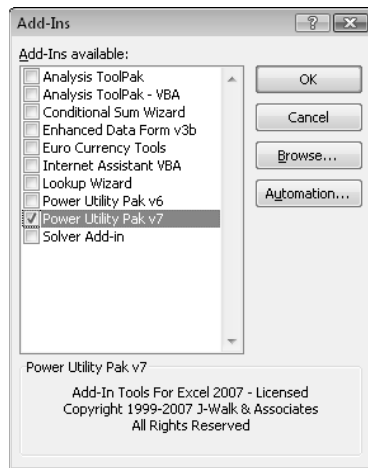 Add-Ins
Add-Ins available:
Analysis ToolPak
Analysis ToolPak - VBA
Conditional Sum Wizard
Enhanced Data Form v3b
Euro Currency Tools
Internet Assistant VBA
Lookup Wizard
Power Utility Pak v6
Power Utility Pak v7
Solver Add-in
OK
Cancel
Browse...
Automation...
Power Utility Pak v7
Add-In Tools For Excel 2007 - Licensed
Copyright 1999-2007 J-Walk & Associates
All Rights Reserved